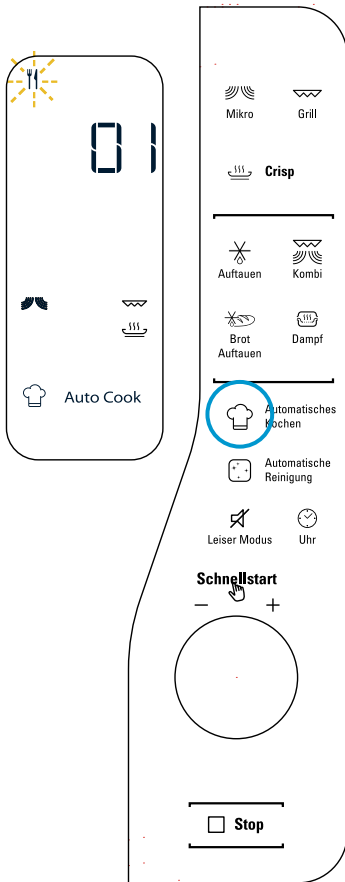 01
Auto Cook
Mikro
Grill
Crisp
Auftauen
Kombi
Brot
Auftauen
Dampf
Automatisches
Kochen
Automatische
Reinigung
Leiser Modus
Uhr
Schnellstart
− +
Stop